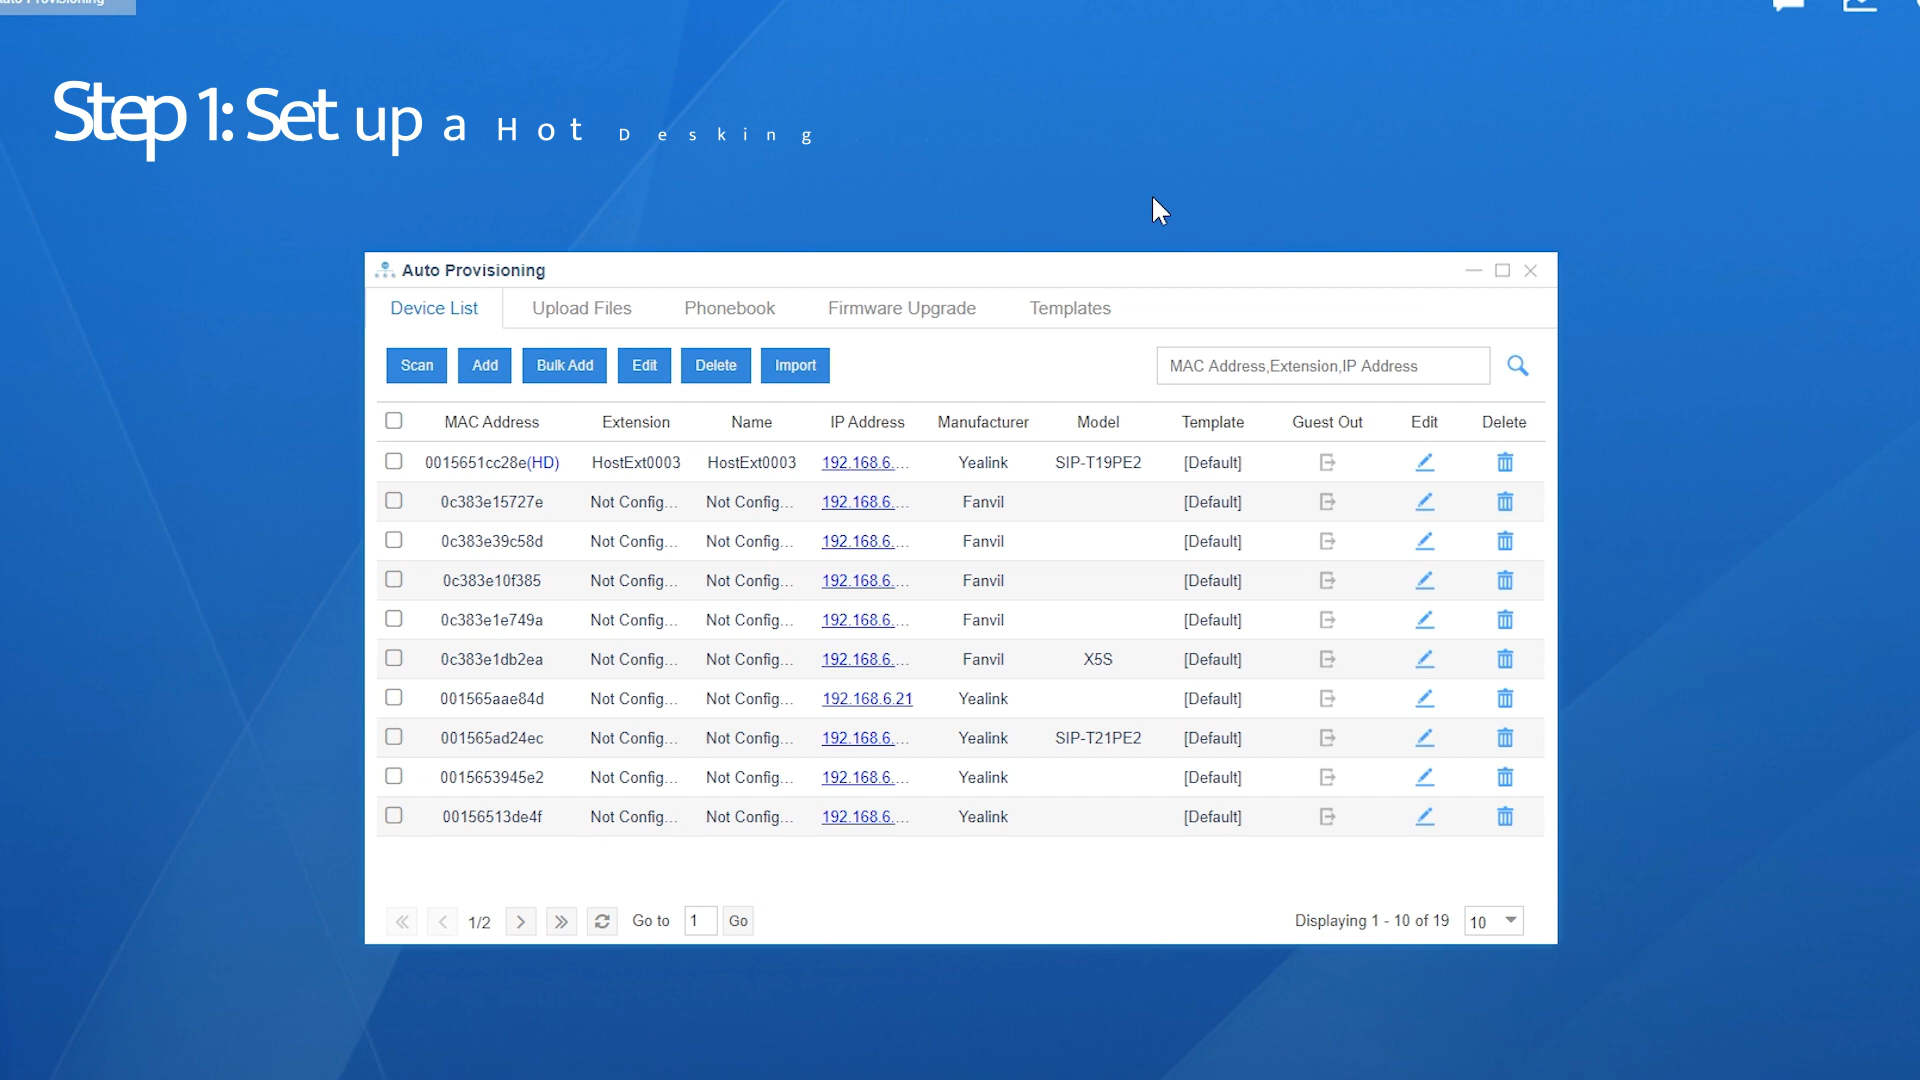 Auto Provisioning
Step 1: Set up a Hot Desking
Auto Provisioning
Device List Upload Files Phonebook Firmware Upgrade Templates
Scan Add Bulk Add Edit Delete Import MAC Address,Extension,IP Address
MAC Address Extension Name IP Address Manufacturer Model Template Guest Out Edit Delete
0015651cc28e(HD) HostExt0003 HostExt0003 192.168.6.... Yealink SIP-T19PE2 [Default]
0c383e15727e Not Config... Not Config... 192.168.6.... Fanvil [Default]
0c383e39c58d Not Config... Not Config... 192.168.6.... Fanvil [Default]
0c383e10f385 Not Config... Not Config... 192.168.6.... Fanvil [Default]
0c383e1e749a Not Config... Not Config... 192.168.6.... Fanvil [Default]
0c383e1db2ea Not Config... Not Config... 192.168.6.... Fanvil X5S [Default]
001565aae84d Not Config... Not Config... 192.168.6.21 Yealink [Default]
001565ad24ec Not Config... Not Config... 192.168.6.... Yealink SIP-T21PE2 [Default]
0015653945e2 Not Config... Not Config... 192.168.6.... Yealink [Default]
00156513de4f Not Config... Not Config... 192.168.6.... Yealink [Default]
1/2 Go to 1 Go Displaying 1 - 10 of 19 10